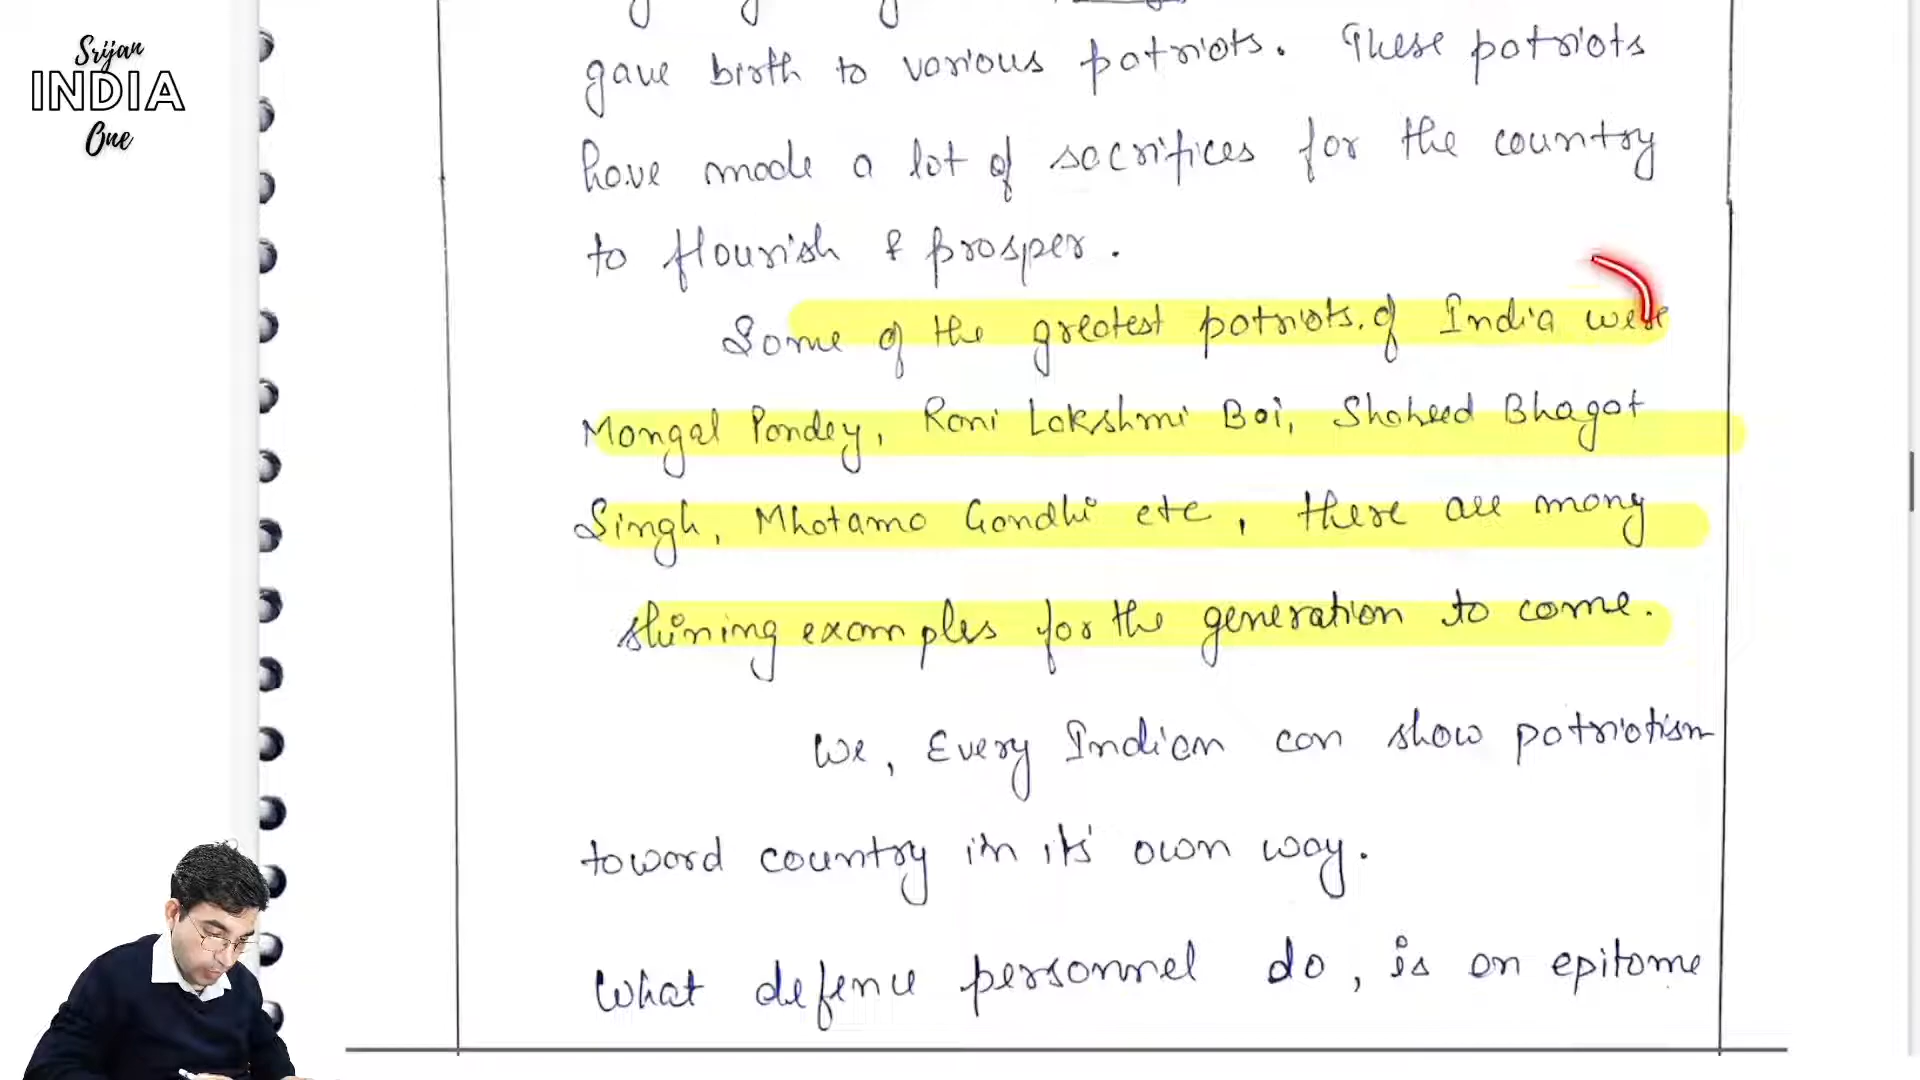 Srijan
INDIA
One
gave birth to various patriots. These patriots
have made a lot of sacrifices for the country
to flourish & prosper.
Some of the greatest patriots. of India were
Mangal Pandey, Rani Lakshmi Bai, Shaheed Bhagat
Singh, Mhatama Gandhi etc, there are many
shining examples for the generation to come.
We, Every Indian can show patriotism
toward country in its' own way.
What defence personnel do, is an epitome